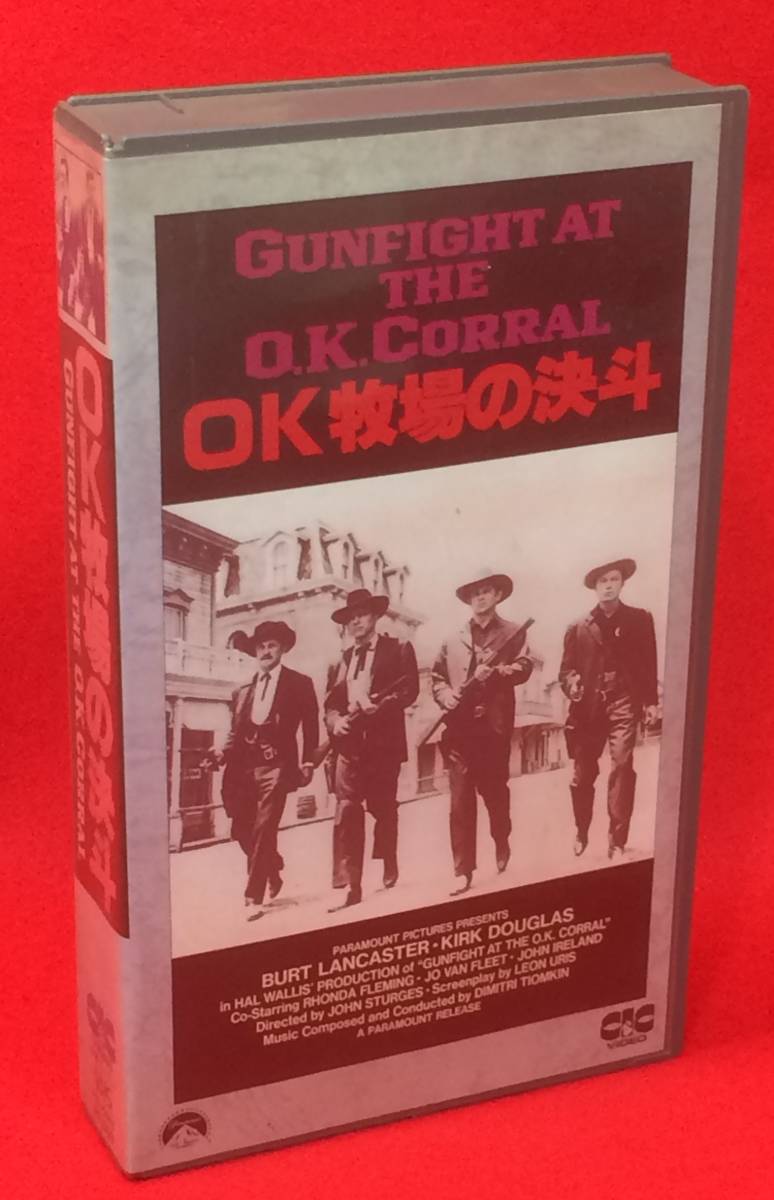 GUNFIGHT AT
THE
O.K. CORRAL
OK牧場の決斗
PARAMOUNT PICTURES PRESENTS
BURT LANCASTER・KIRK DOUGLAS
in HAL WALLIS' PRODUCTION of "GUNFIGHT AT THE O.K. CORRAL"
Co-Starring RHONDA FLEMING・JO VAN FLEET・JOHN IRELAND
Directed by JOHN STURGES・Screenplay by LEON URIS
Music Composed and Conducted by DIMITRI TIOMKIN
A PARAMOUNT RELEASE
CIC
VIDEO
OK牧場の決斗
GUNFIGHT AT THE O.K. CORRAL
CIC
Paramount